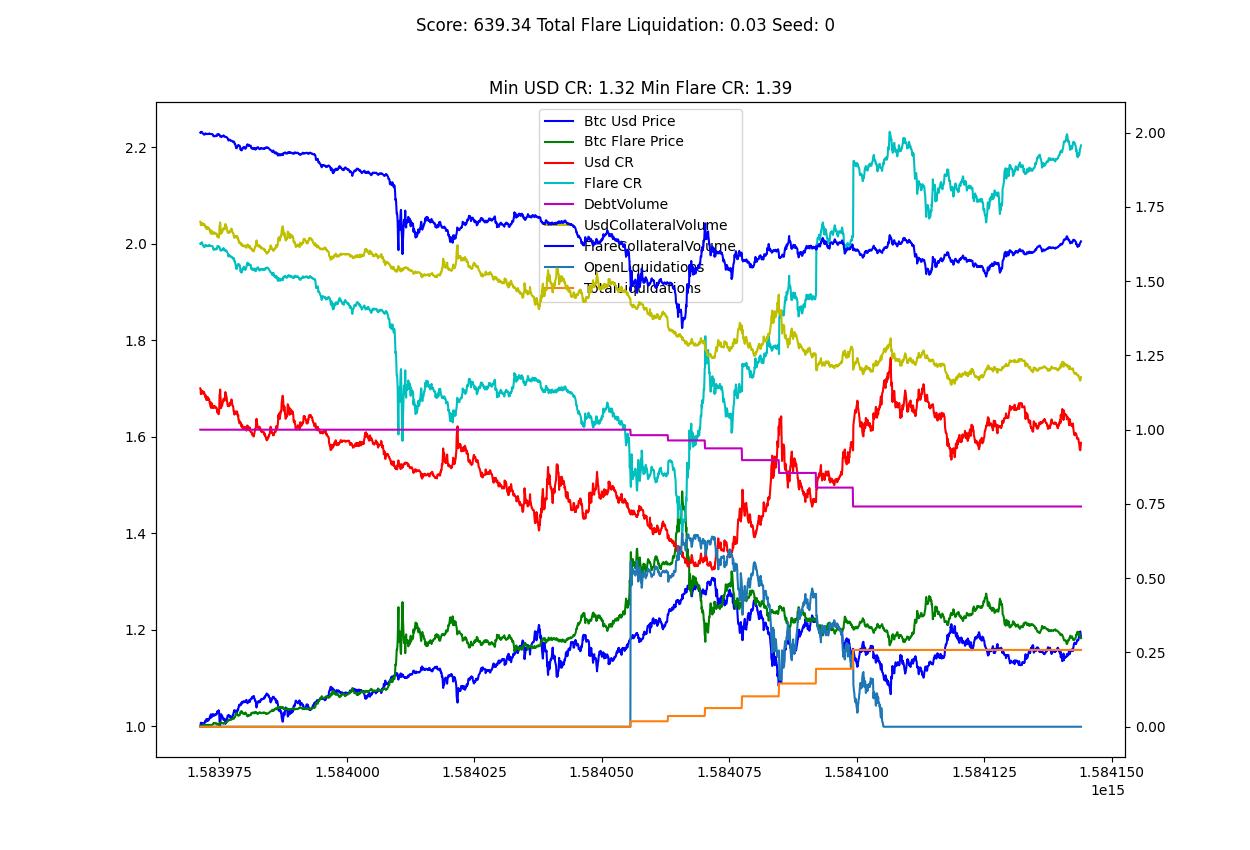 Score: 639.34 Total Flare Liquidation: 0.03 Seed: 0
Min USD CR: 1.32 Min Flare CR: 1.39
Btc Usd Price
Btc Flare Price
Usd CR
Flare CR
DebtVolume
UsdCollateralVolume
FlareCollateralVolume
OpenLiquidations
TotalLiquidations
2.2
2.0
1.8
1.6
1.4
1.2
1.0
2.00
1.75
1.50
1.25
1.00
0.75
0.50
0.25
0.00
1.583975 1.584000 1.584025 1.584050 1.584075 1.584100 1.584125 1.584150
1e15